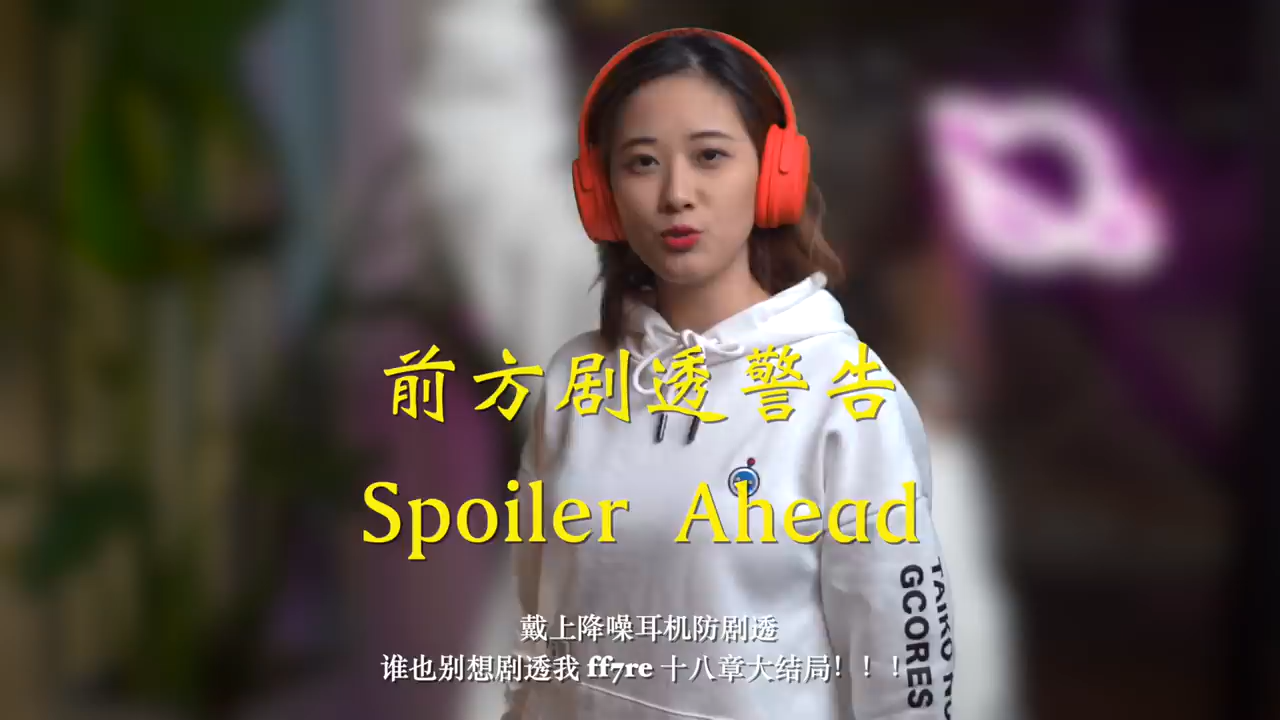 前方剧透警告
Spoiler Ahead
TAIKO NO
GCORES
戴上降噪耳机防剧透
谁也别想剧透我 ff7re 十八章大结局！！！